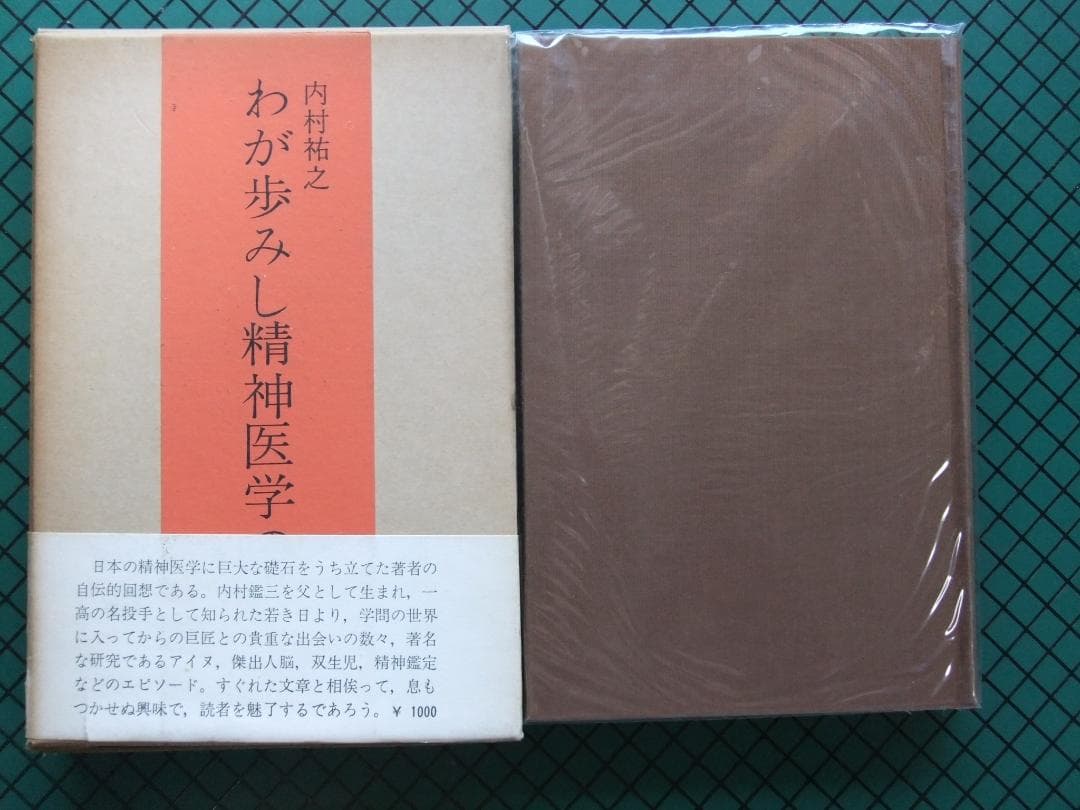 内村祐之
わが歩みし精神医学の
日本の精神医学に巨大な礎石をうち立てた著者の
自伝的回想である。内村鑑三を父として生まれ，一
高の名投手として知られた若き日より，学問の世界
に入ってからの巨匠との貴重な出会いの数々，著名
な研究であるアイヌ，傑出人脳，双生児，精神鑑定
などのエピソード。すぐれた文章と相俟って，息も
つかせぬ興味で，読者を魅了するであろう。￥1000